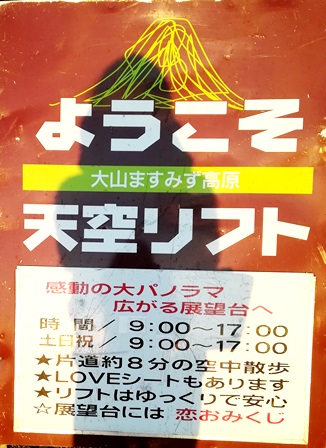 ようこそ
大山ますみず高原
天空リフト
感動の大パノラマ
広がる展望台へ
時間／9:00〜17:00
土日祝／9:00〜17:00
★片道約8分の空中散歩
★LOVEシートもあります
★リフトはゆっくりで安心
☆展望台には 恋おみくじ